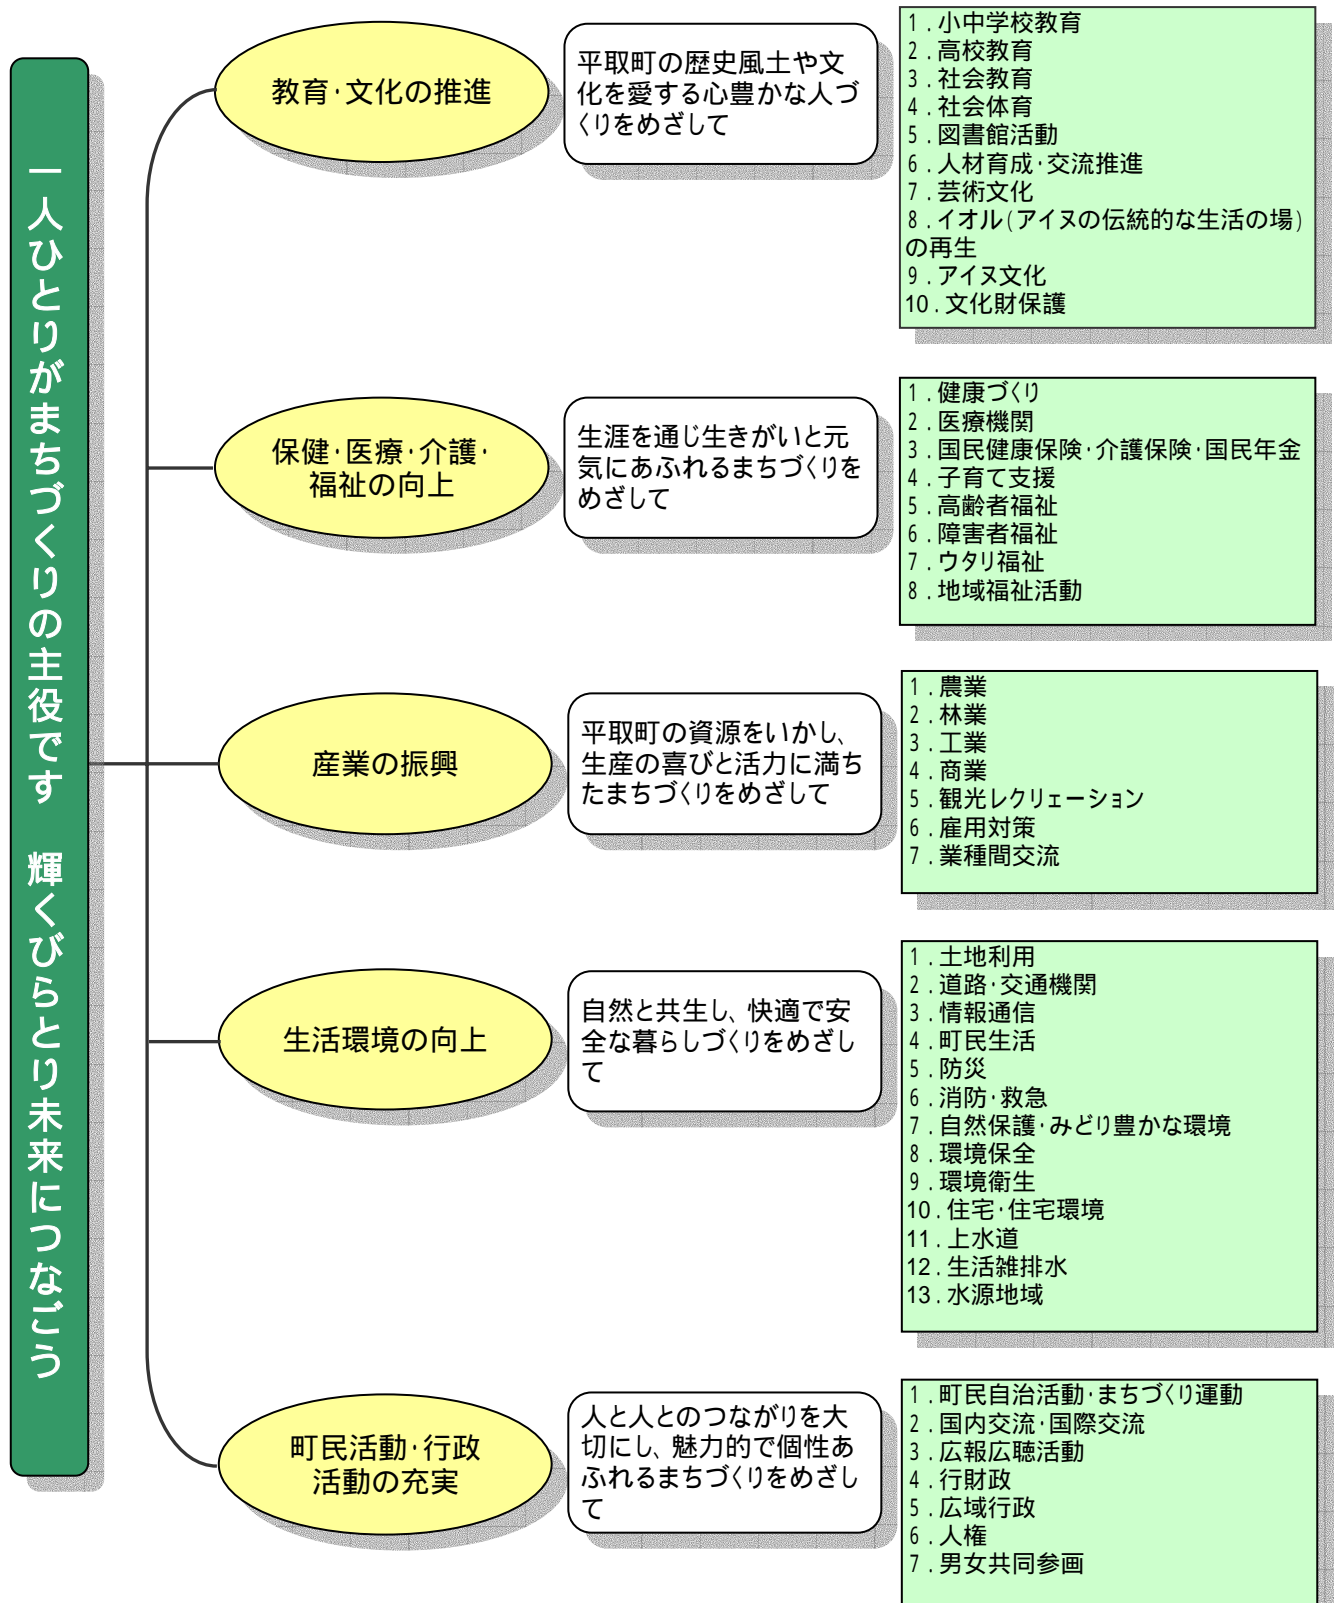 一人ひとりがまちづくりの主役です　輝くびらとり未来につなごう
教育・文化の推進
平取町の歴史風土や文
化を愛する心豊かな人づ
くりをめざして
1．小中学校教育
2．高校教育
3．社会教育
4．社会体育
5．図書館活動
6．人材育成・交流推進
7．芸術文化
8．イオル(アイヌの伝統的な生活の場)
の再生
9．アイヌ文化
10．文化財保護
保健・医療・介護・
福祉の向上
生涯を通じ生きがいと元
気にあふれるまちづくりを
めざして
1．健康づくり
2．医療機関
3．国民健康保険・介護保険・国民年金
4．子育て支援
5．高齢者福祉
6．障害者福祉
7．ウタリ福祉
8．地域福祉活動
産業の振興
平取町の資源をいかし、
生産の喜びと活力に満ち
たまちづくりをめざして
1．農業
2．林業
3．工業
4．商業
5．観光レクリェーション
6．雇用対策
7．業種間交流
生活環境の向上
自然と共生し、快適で安
全な暮らしづくりをめざし
て
1．土地利用
2．道路・交通機関
3．情報通信
4．町民生活
5．防災
6．消防・救急
7．自然保護・みどり豊かな環境
8．環境保全
9．環境衛生
10．住宅・住宅環境
11．上水道
12．生活雑排水
13．水源地域
町民活動・行政
活動の充実
人と人とのつながりを大
切にし、魅力的で個性あ
ふれるまちづくりをめざし
て
1．町民自治活動・まちづくり運動
2．国内交流・国際交流
3．広報広聴活動
4．行財政
5．広域行政
6．人権
7．男女共同参画